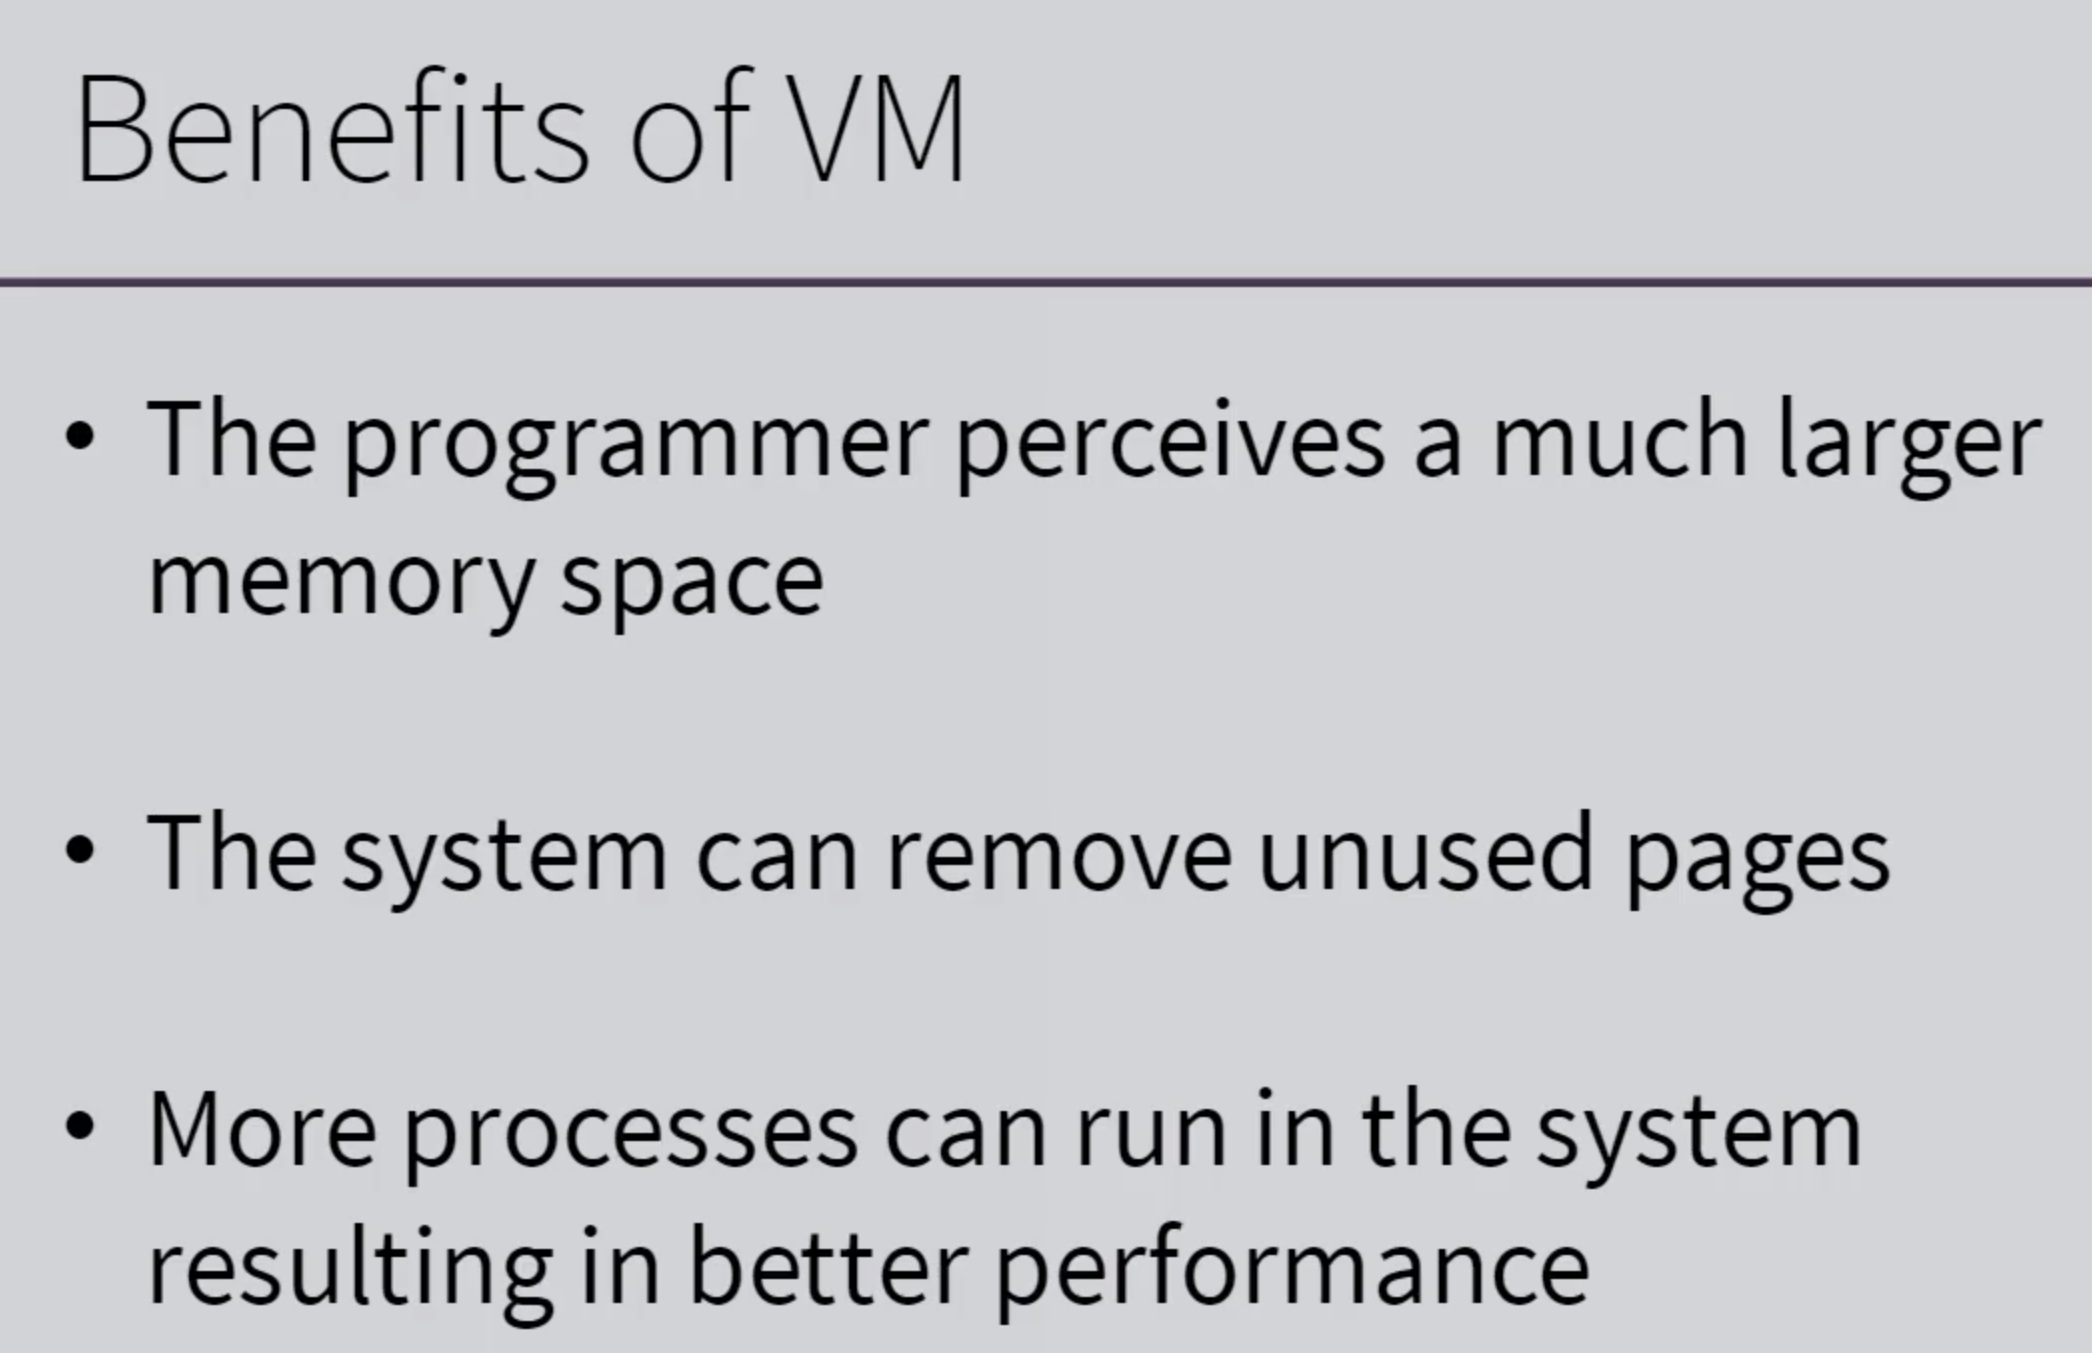 Benefits of VM
• The programmer perceives a much larger
memory space
• The system can remove unused pages
• More processes can run in the system
resulting in better performance